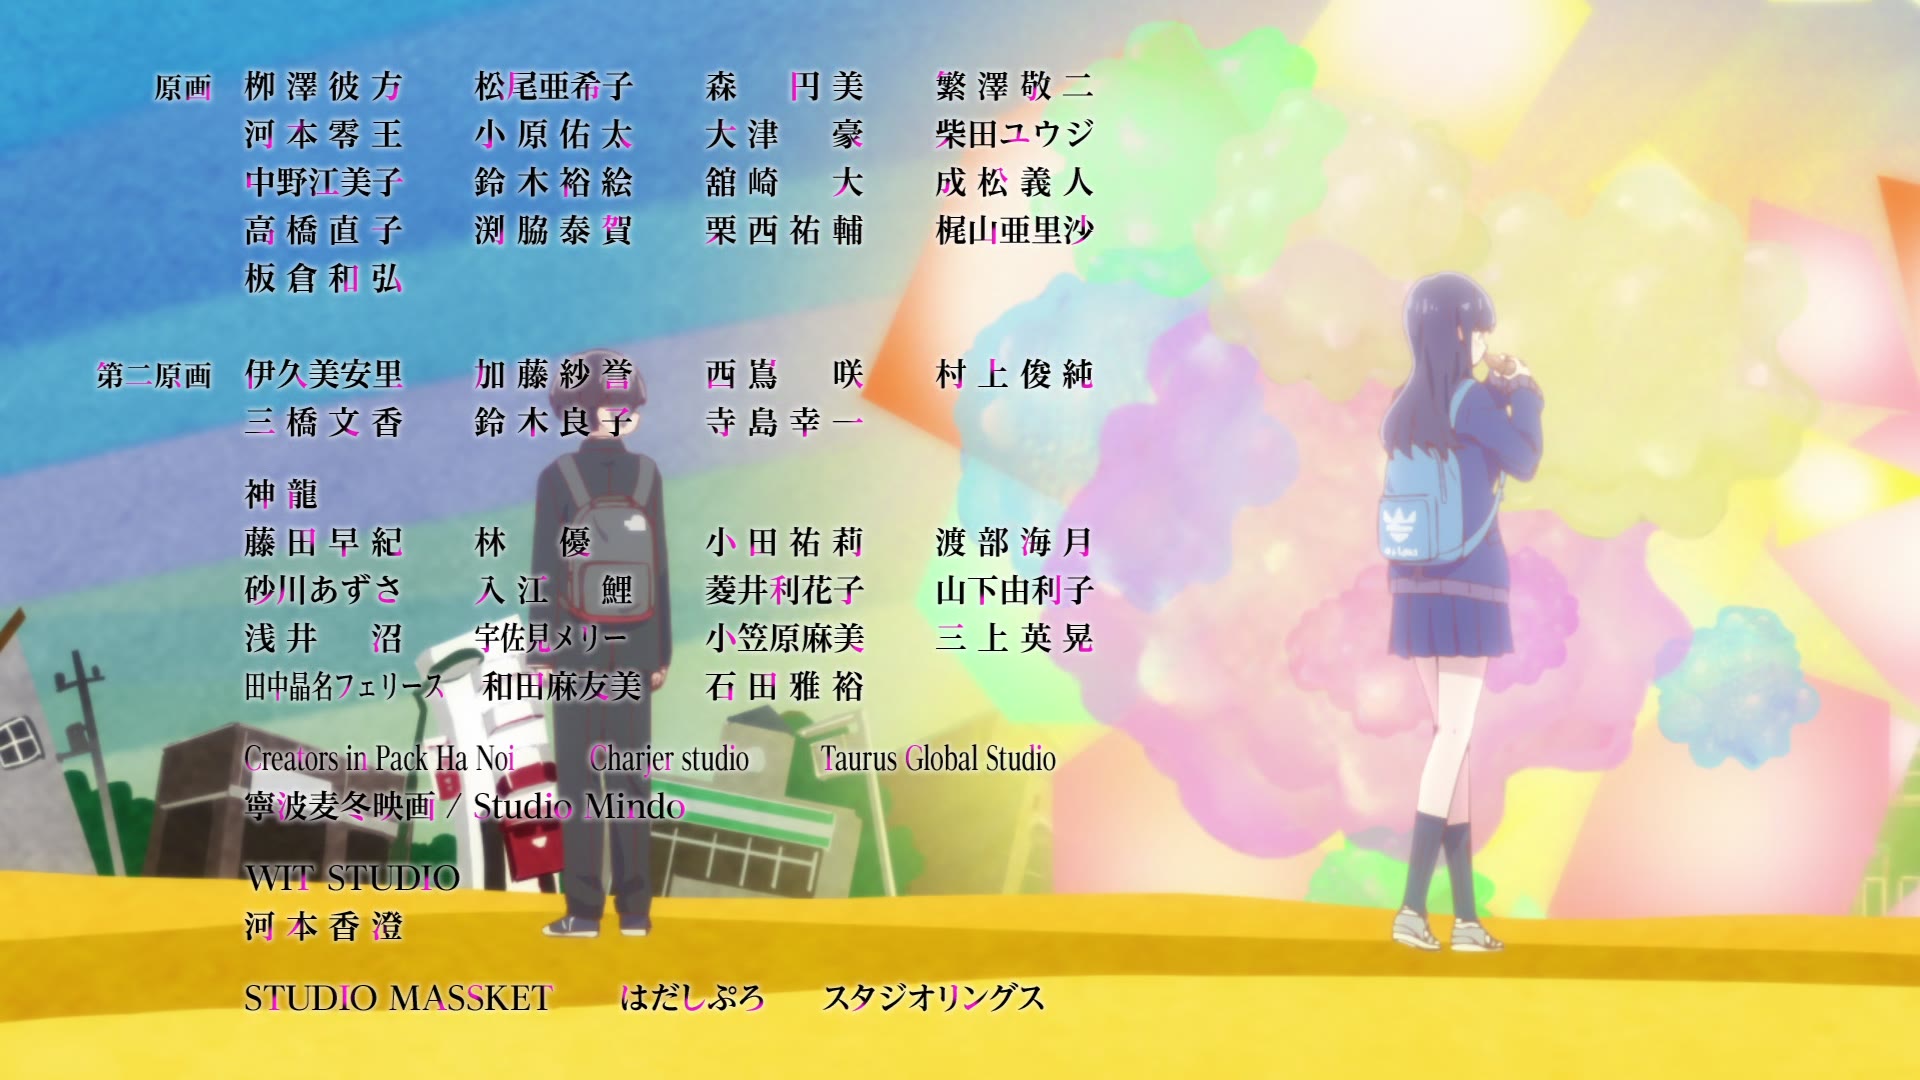 原画 栁澤彼方 松尾亜希子 森円美 繁澤敬二
河本零王 小原佑太 大津豪 柴田ユウジ
中野江美子 鈴木裕絵 舘崎大 成松義人
高橋直子 渕脇泰賀 栗西祐輔 梶山亜里沙
板倉和弘
第二原画 伊久美安里 加藤紗誉 西嶌咲 村上俊純
三橋文香 鈴木良子 寺島幸一
神龍
藤田早紀 林優 小田祐莉 渡部海月
砂川あずさ 入江鯉 菱井利花子 山下由利子
浅井沼 宇佐見メリー 小笠原麻美 三上英晃
田中晶名フェリース 和田麻友美 石田雅裕
Creators in Pack Ha Noi Charjer studio Taurus Global Studio
寧波麦冬映画 / Studio Mindo
WIT STUDIO
河本香澄
STUDIO MASSKET はだしぷろ スタジオリングス